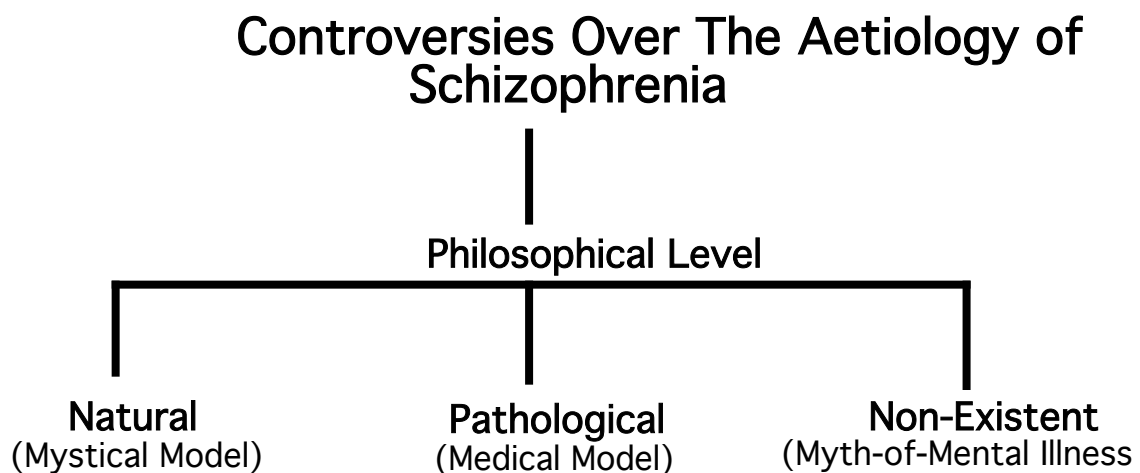 Controversies Over The Aetiology of
Schizophrenia
Philosophical Level
Natural
(Mystical Model)
Pathological
(Medical Model)
Non-Existent
(Myth-of-Mental Illness